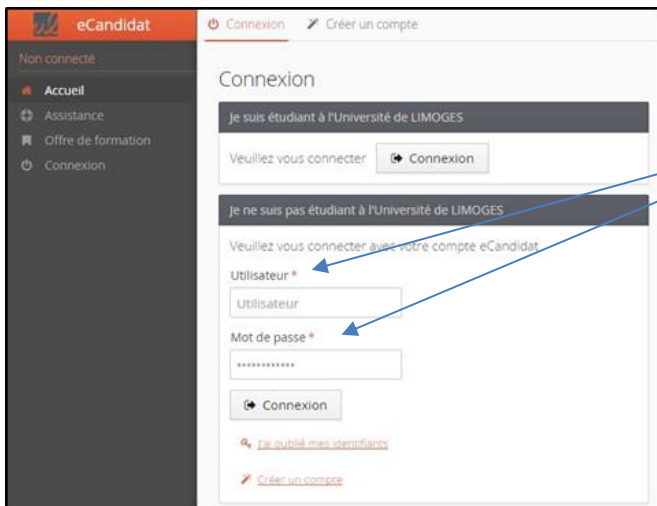 eCandidat
Connexion
Créer un compte
Non connecté
Accueil
Assistance
Offre de formation
Connexion
Connexion
Je suis étudiant à l'Université de LIMOGES
Veuillez vous connecter
Connexion
Je ne suis pas étudiant à l'Université de LIMOGES
Veuillez vous connecter avec votre compte eCandidat
Utilisateur *
Utilisateur
Mot de passe *
••••••••••••
Connexion
J'ai oublié mes identifiants
Créer un compte